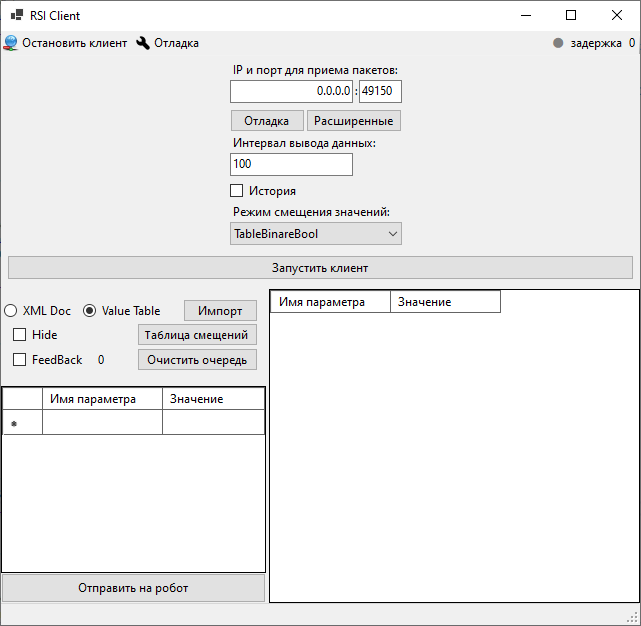 RSI Client
Остановить клиент Отладка задержка 0
IP и порт для приема пакетов:
0.0.0.0 : 49150
Отладка Расширенные
Интервал вывода данных:
100
История
Режим смещения значений:
TableBinareBool
Запустить клиент
XML Doc Value Table Импорт
Hide Таблица смещений
FeedBack 0 Очистить очередь
Имя параметра Значение
Отправить на робот
Имя параметра Значение